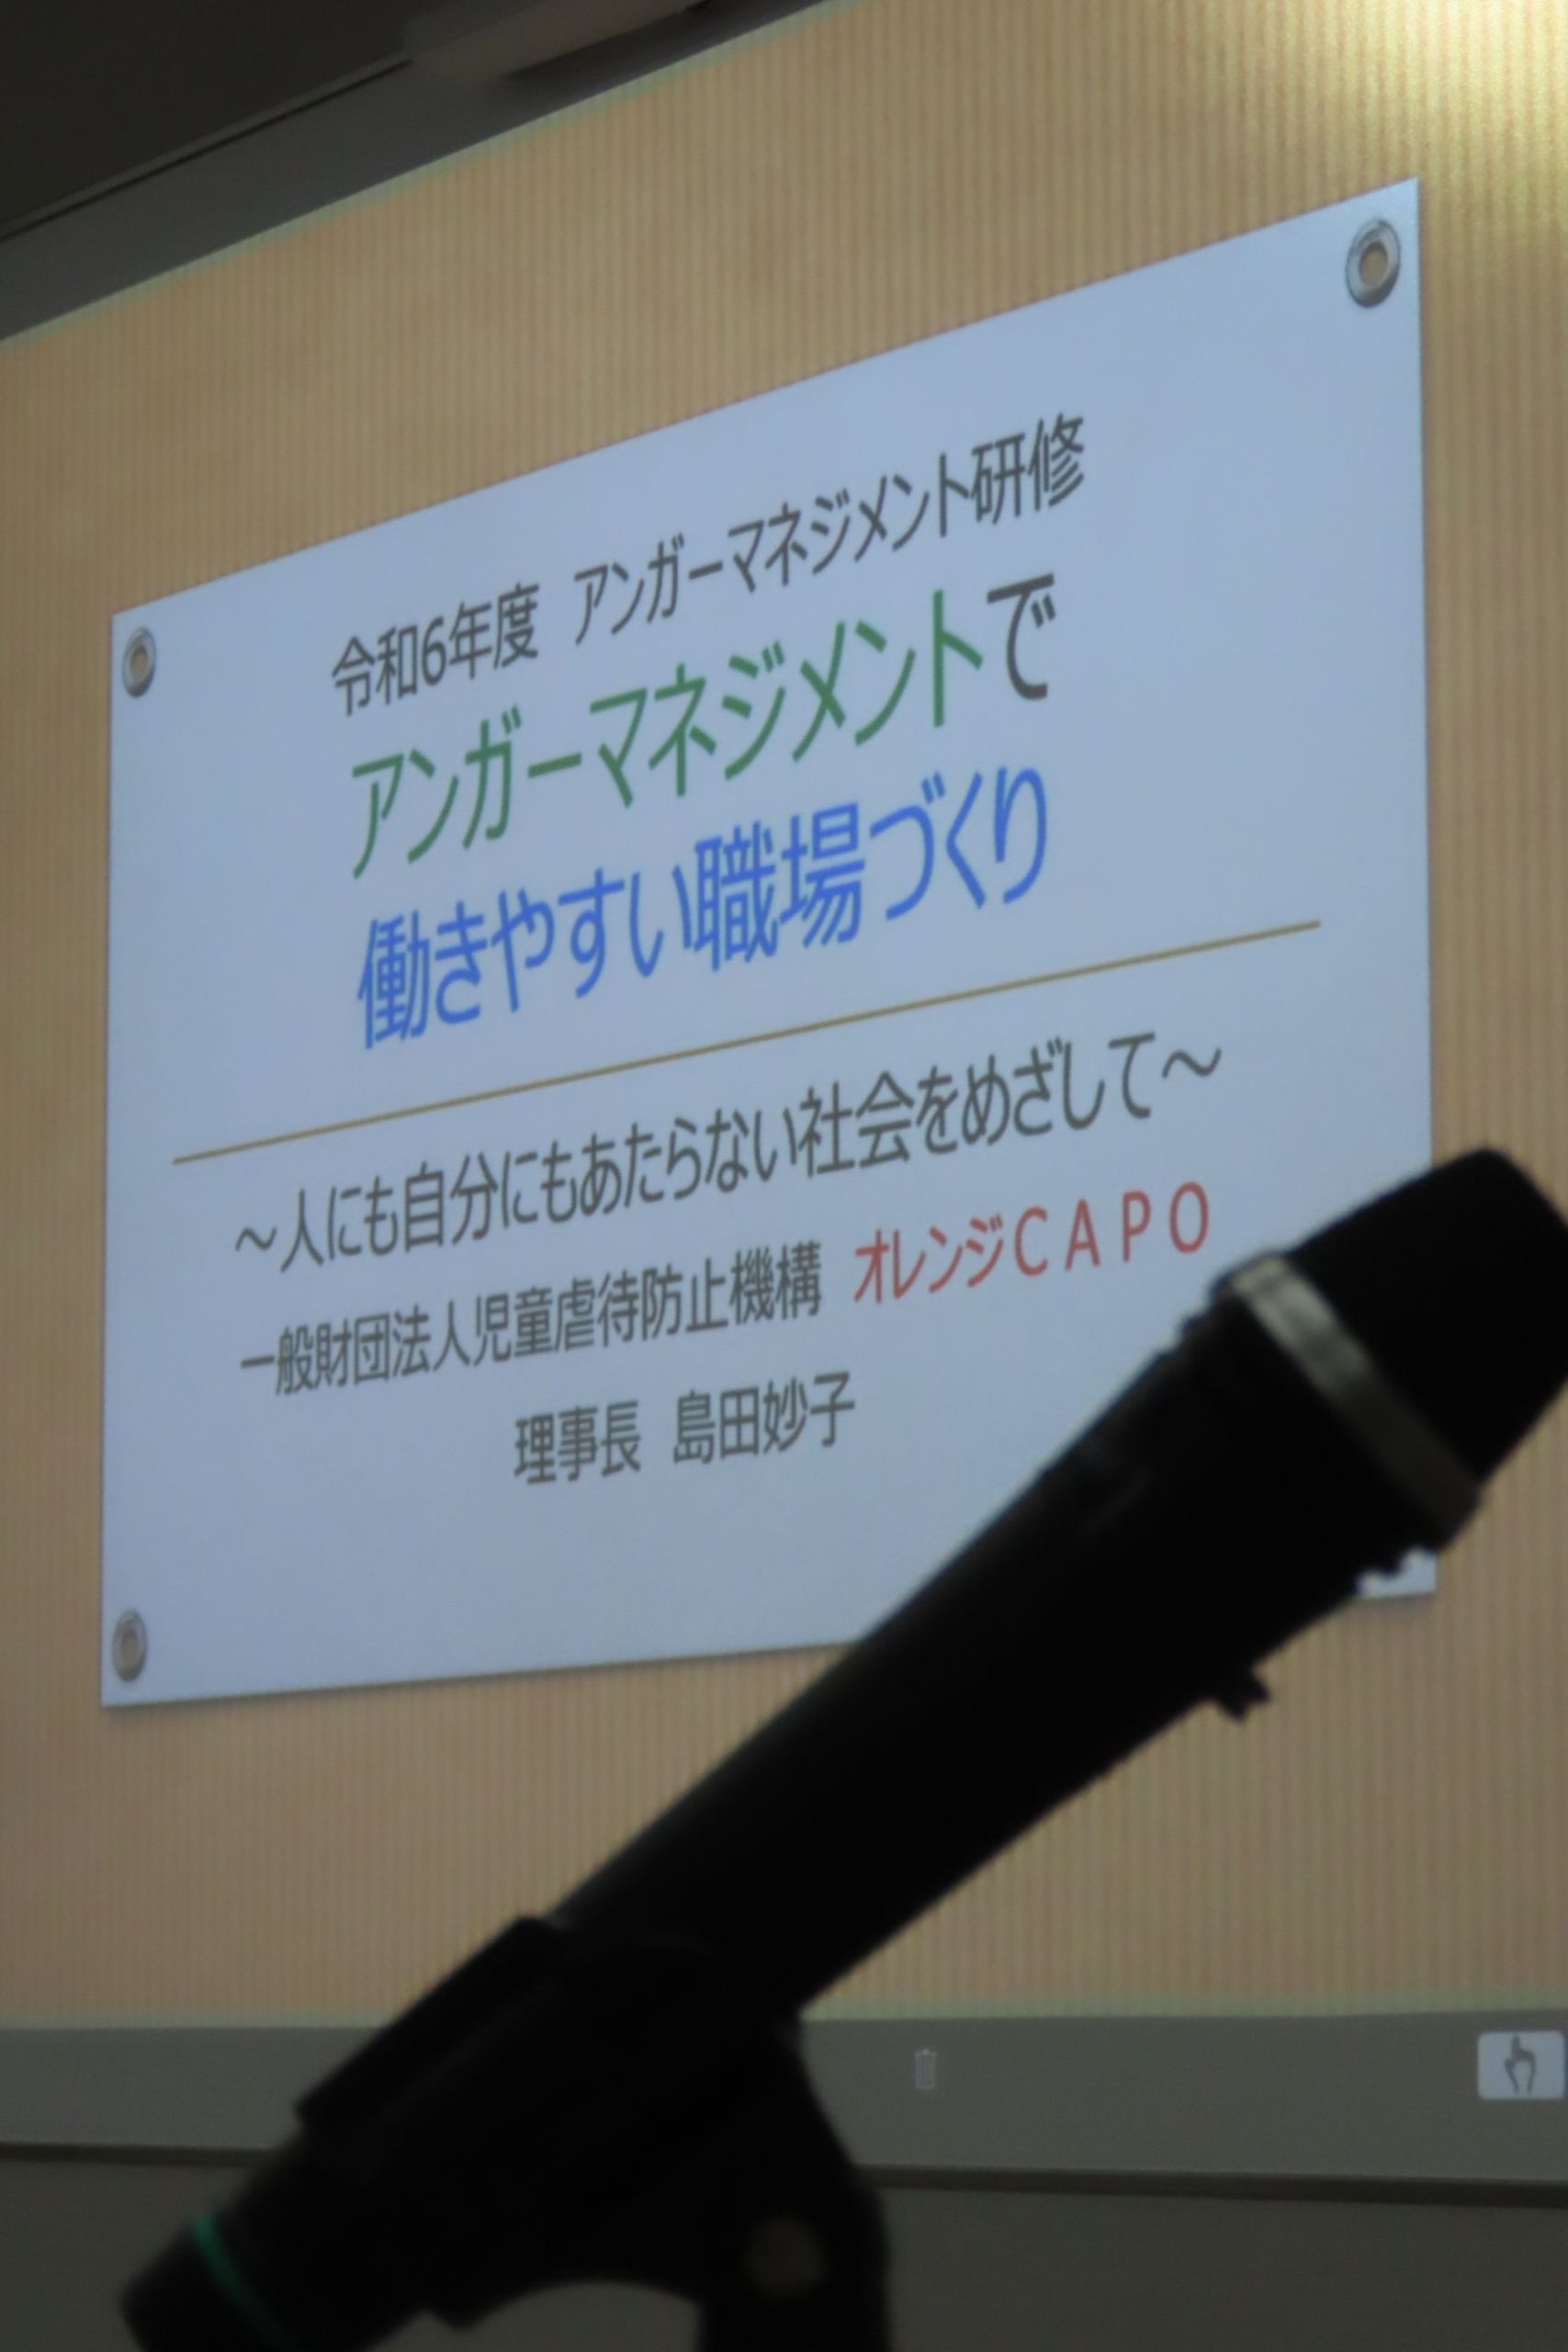 令和6年度 アンガーマネジメント研修
アンガーマネジメントで
働きやすい職場づくり
～人にも自分にもあたらない社会をめざして～
一般財団法人児童虐待防止機構 オレンジCAPO
理事長 島田妙子